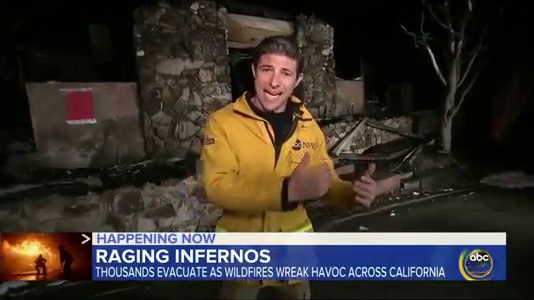 HAPPENING NOW
RAGING INFERNOS
THOUSANDS EVACUATE AS WILDFIRES WREAK HAVOC ACROSS CALIFORNIA
abc